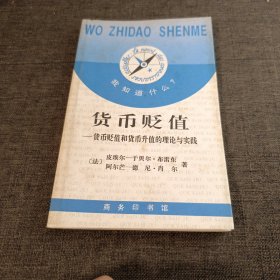 WO ZHIDAO SHENME
我知道什么?
货币贬值
——货币贬值和货币升值的理论与实践
〔法〕皮埃尔—于贝尔·布雷东
阿尔芒—德尼·肖尔 著
商务印书馆